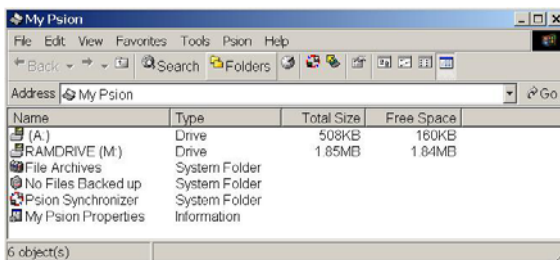 My Psion
File Edit View Favorites Tools Psion Help
Back Search Folders
Address My Psion Go
Name Type Total Size Free Space
(A:) Drive 508KB 160KB
RAMDRIVE (M:) Drive 1.85MB 1.84MB
File Archives System Folder
No Files Backed up System Folder
Psion Synchronizer System Folder
My Psion Properties Information
6 object(s)